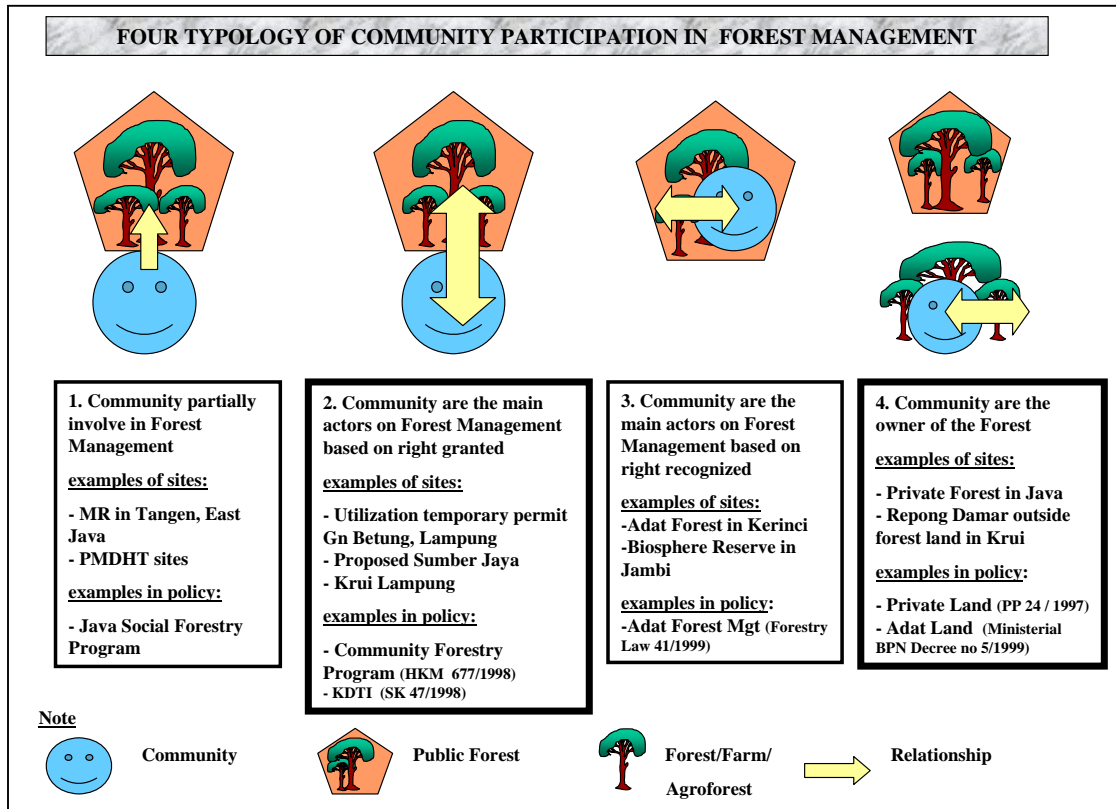 FOUR TYPOLOGY OF COMMUNITY PARTICIPATION IN FOREST MANAGEMENT
1. Community partially
involve in Forest
Management
examples of sites:
- MR in Tangen, East
Java
- PMDHT sites
examples in policy:
- Java Social Forestry
Program
2. Community are the main
actors on Forest Management
based on right granted
examples of sites:
- Utilization temporary permit
Gn Betung, Lampung
- Proposed Sumber Jaya
- Krui Lampung
examples in policy:
- Community Forestry
Program (HKM 677/1998)
- KDTI (SK 47/1998)
3. Community are the
main actors on Forest
Management based on
right recognized
examples of sites:
-Adat Forest in Kerinci
-Biosphere Reserve in
Jambi
examples in policy:
-Adat Forest Mgt (Forestry
Law 41/1999)
4. Community are the
owner of the Forest
examples of sites:
- Private Forest in Java
- Repong Damar outside
forest land in Krui
examples in policy:
- Private Land (PP 24 / 1997)
- Adat Land (Ministerial
BPN Decree no 5/1999)
Note
Community
Public Forest
Forest/Farm/
Agroforest
Relationship